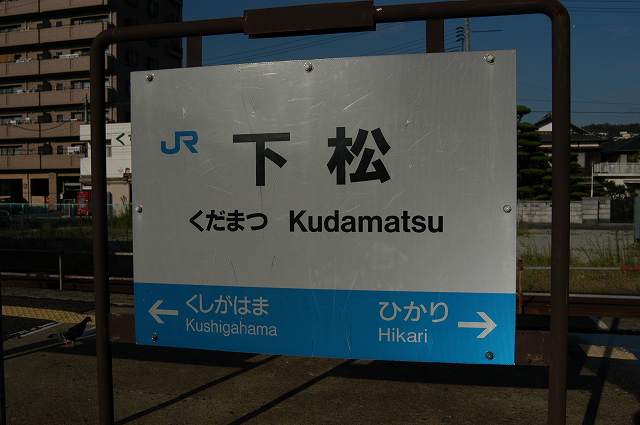 JR 下松
くだまつ Kudamatsu
← くしがはま ひかり →
Kushigahama Hikari